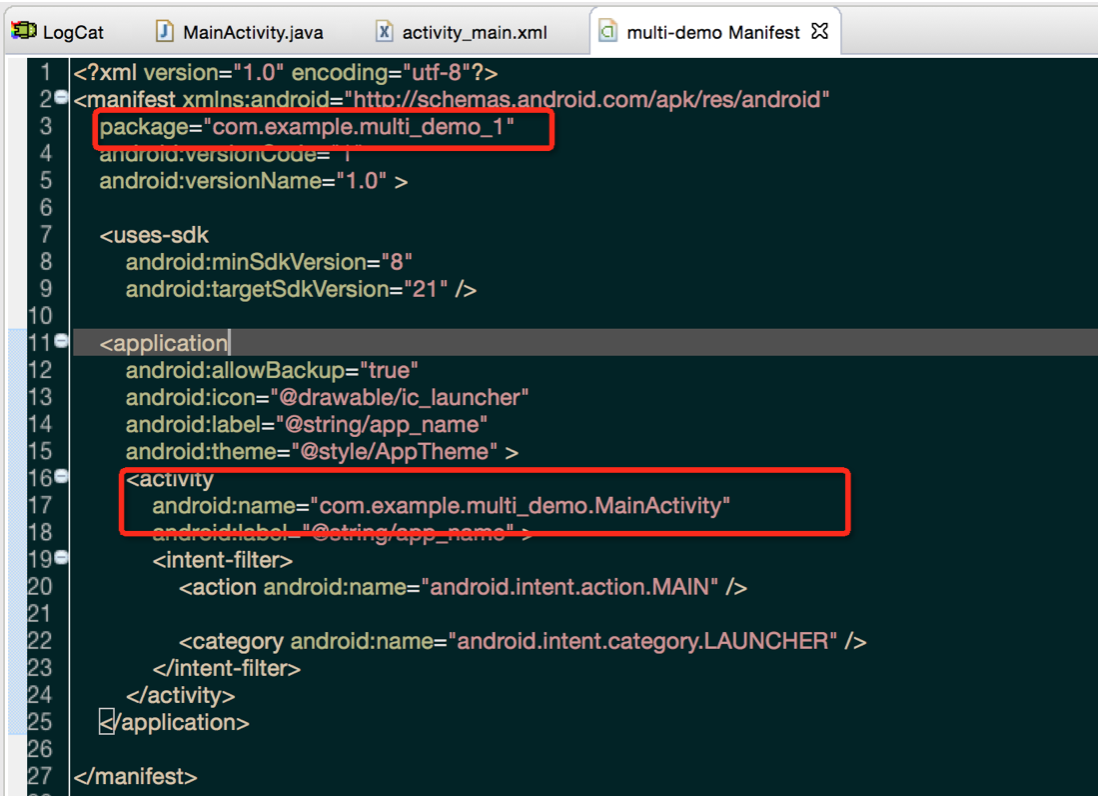 LogCat MainActivity.java activity_main.xml multi-demo Manifest
1 <?xml version="1.0" encoding="utf-8"?>
2 <manifest xmlns:android="http://schemas.android.com/apk/res/android"
3 package="com.example.multi_demo_1"
4 android:versionCode="1"
5 android:versionName="1.0" >
6
7 <uses-sdk
8 android:minSdkVersion="8"
9 android:targetSdkVersion="21" />
10
11 <application
12 android:allowBackup="true"
13 android:icon="@drawable/ic_launcher"
14 android:label="@string/app_name"
15 android:theme="@style/AppTheme" >
16 <activity
17 android:name="com.example.multi_demo.MainActivity"
18 android:label="@string/app_name" >
19 <intent-filter>
20 <action android:name="android.intent.action.MAIN" />
21
22 <category android:name="android.intent.category.LAUNCHER" />
23 </intent-filter>
24 </activity>
25 </application>
26
27 </manifest>